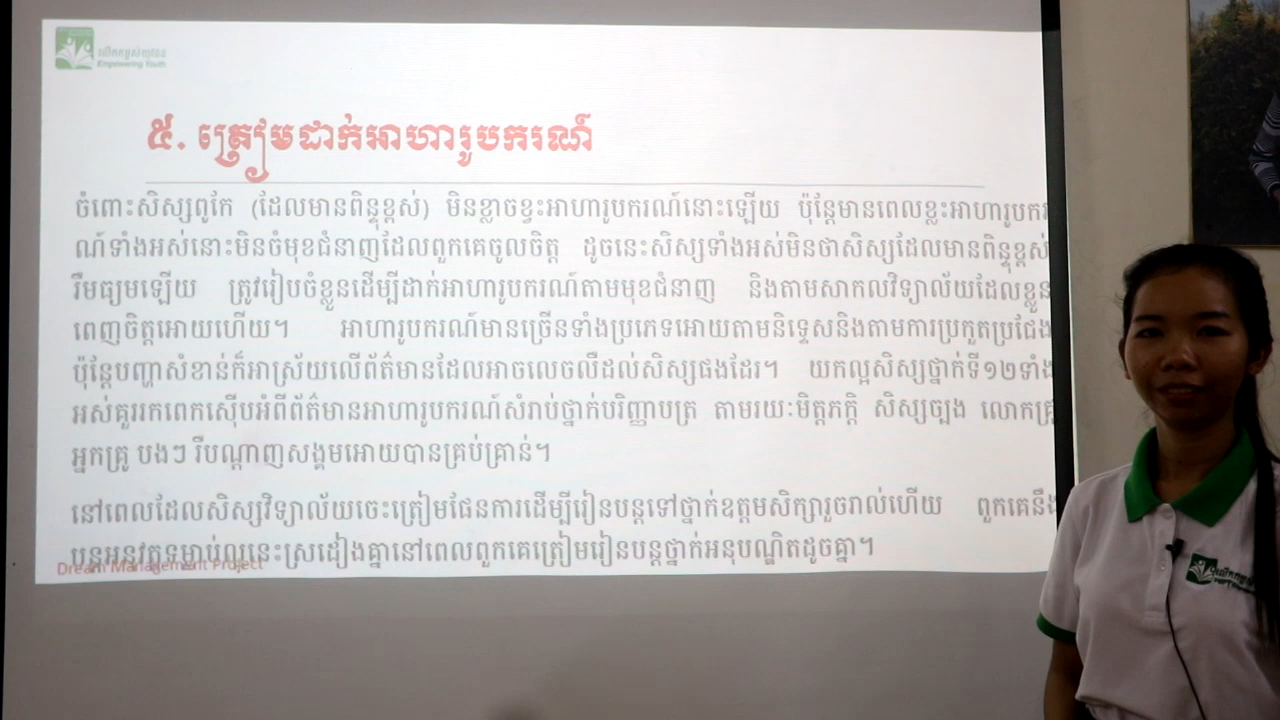 លើកកម្ពស់យុវជន
Empowering Youth
៥. ត្រៀមដាក់អាហារូបករណ៍
ចំពោះសិស្សពូកែ (ដែលមានពិន្ទុខ្ពស់) មិនខ្លាចខ្វះអាហារូបករណ៍នោះឡើយ ប៉ុន្តែមានពេលខ្លះអាហារូបករ
ណ៍ទាំងអស់នោះមិនចំមុខជំនាញដែលពួកគេចូលចិត្ត ដូចនេះសិស្សទាំងអស់មិនថាសិស្សដែលមានពិន្ទុខ្ពស់
រឺមធ្យមឡើយ ត្រូវរៀបចំខ្លួនដើម្បីដាក់អាហារូបករណ៍តាមមុខជំនាញ និងតាមសាកលវិទ្យាល័យដែលខ្លួន
ពេញចិត្តអោយហើយ។ អាហារូបករណ៍មានច្រើនទាំងប្រភេទអោយតាមនិទ្ទេសនិងតាមការប្រកួតប្រជែង
ប៉ុន្តែបញ្ហាសំខាន់ក៏អាស្រ័យលើព័ត៌មានដែលអាចលេចលឺដល់សិស្សផងដែរ។ យកល្អសិស្សថ្នាក់ទី១២ទាំង
អស់គួររកពេកស៊ើបអំពីព័ត៌មានអាហារូបករណ៍សំរាប់ថ្នាក់បរិញ្ញាបត្រ តាមរយៈមិត្តភក្តិ សិស្សច្បង លោកគ្រូ
អ្នកគ្រូ បងៗ រឺបណ្តាញសង្គមអោយបានគ្រប់គ្រាន់។
នៅពេលដែលសិស្សវិទ្យាល័យចេះត្រៀមផែនការដើម្បីរៀនបន្តទៅថ្នាក់ឧត្តមសិក្សារួចរាល់ហើយ ពួកគេនឹង
បន្តអនុវត្តទម្លាប់ល្អនេះស្រដៀងគ្នានៅពេលពួកគេត្រៀមរៀនបន្តថ្នាក់អនុបណ្ឌិតដូចគ្នា។
Dream Management Project